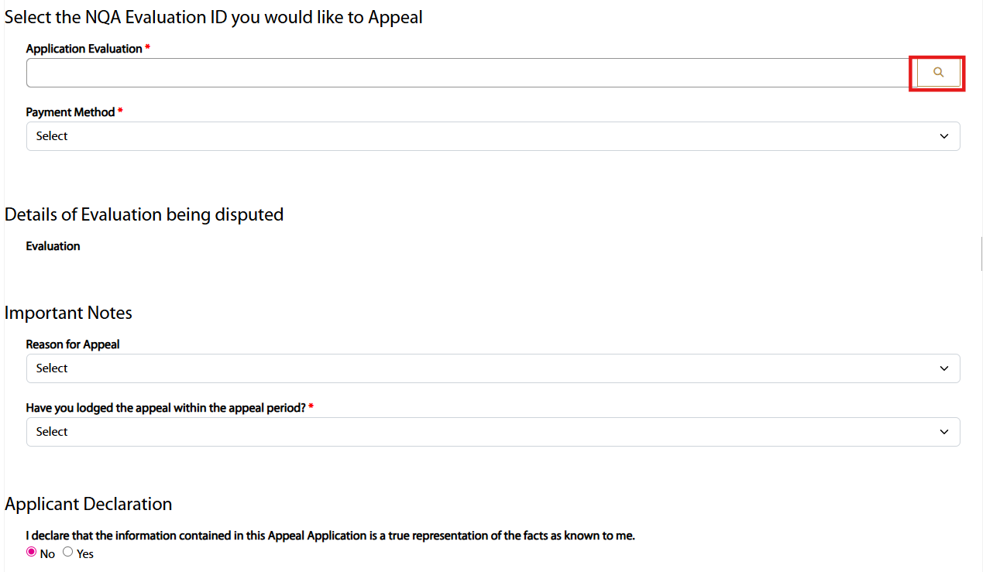 Select the NQA Evaluation ID you would like to Appeal
Application Evaluation *
Payment Method *
Select
Details of Evaluation being disputed
Evaluation
Important Notes
Reason for Appeal
Select
Have you lodged the appeal within the appeal period? *
Select
Applicant Declaration
I declare that the information contained in this Appeal Application is a true representation of the facts as known to me.
No Yes